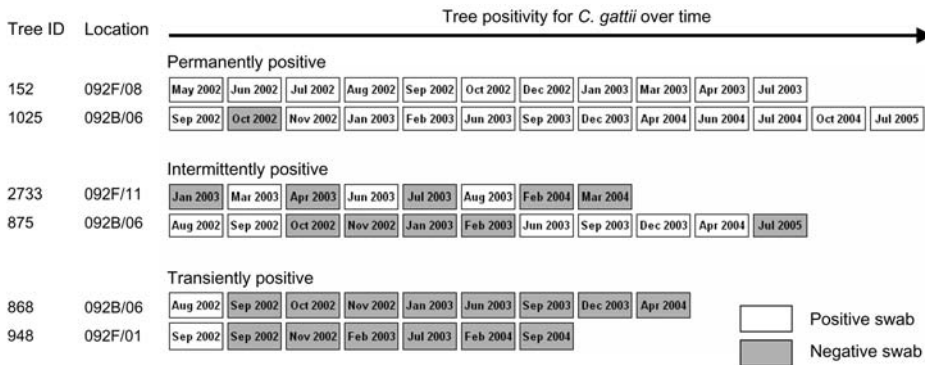 Tree positivity for C. gattii over time
Tree ID Location
Permanently positive
152 092F/08 May 2002 Jun 2002 Jul 2002 Aug 2002 Sep 2002 Oct 2002 Dec 2002 Jan 2003 Mar 2003 Apr 2003 Jul 2003
1025 092B/06 Sep 2002 Oct 2002 Nov 2002 Jan 2003 Feb 2003 Jun 2003 Sep 2003 Dec 2003 Apr 2004 Jun 2004 Jul 2004 Oct 2004 Jul 2005
Intermittently positive
2733 092F/11 Jan 2003 Mar 2003 Apr 2003 Jun 2003 Jul 2003 Aug 2003 Feb 2004 Mar 2004
875 092B/06 Aug 2002 Sep 2002 Oct 2002 Nov 2002 Jan 2003 Feb 2003 Jun 2003 Sep 2003 Dec 2003 Apr 2004 Jul 2005
Transiently positive
868 092B/06 Aug 2002 Sep 2002 Oct 2002 Nov 2002 Jan 2003 Jun 2003 Sep 2003 Dec 2003 Apr 2004
948 092F/01 Sep 2002 Sep 2002 Nov 2002 Feb 2003 Jul 2003 Feb 2004 Sep 2004
Positive swab
Negative swab